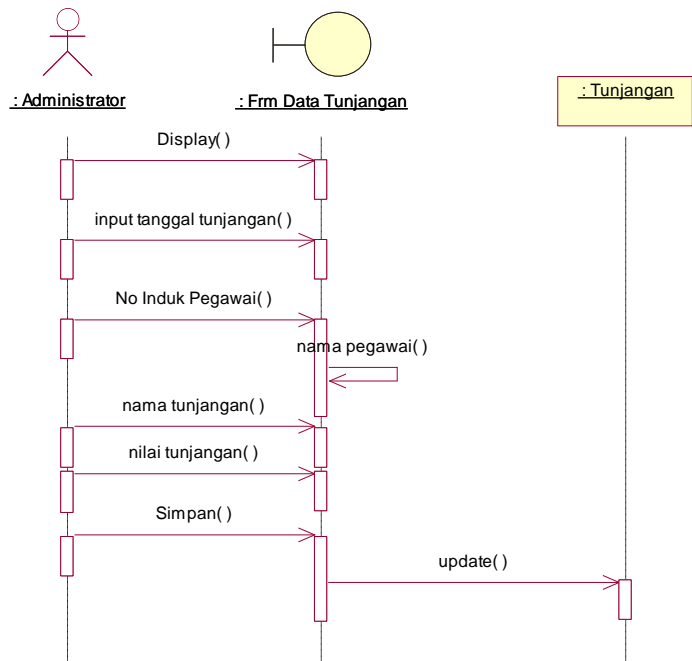 : Administrator
: Frm Data Tunjangan
: Tunjangan
Display( )
input tanggal tunjangan( )
No Induk Pegawai( )
nama pegawai( )
nama tunjangan( )
nilai tunjangan( )
Simpan( )
update( )